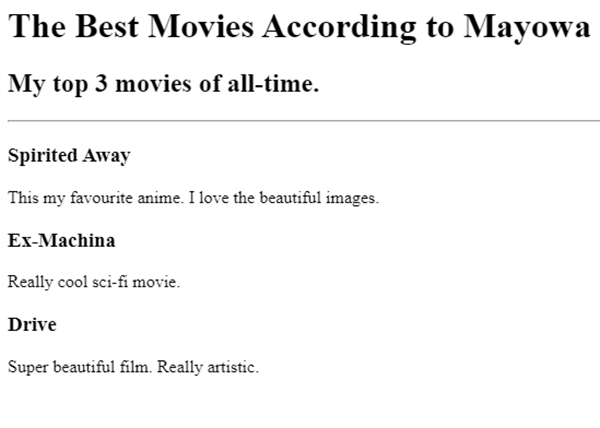 The Best Movies According to Mayowa
My top 3 movies of all-time.
Spirited Away
This my favourite anime. I love the beautiful images.
Ex-Machina
Really cool sci-fi movie.
Drive
Super beautiful film. Really artistic.